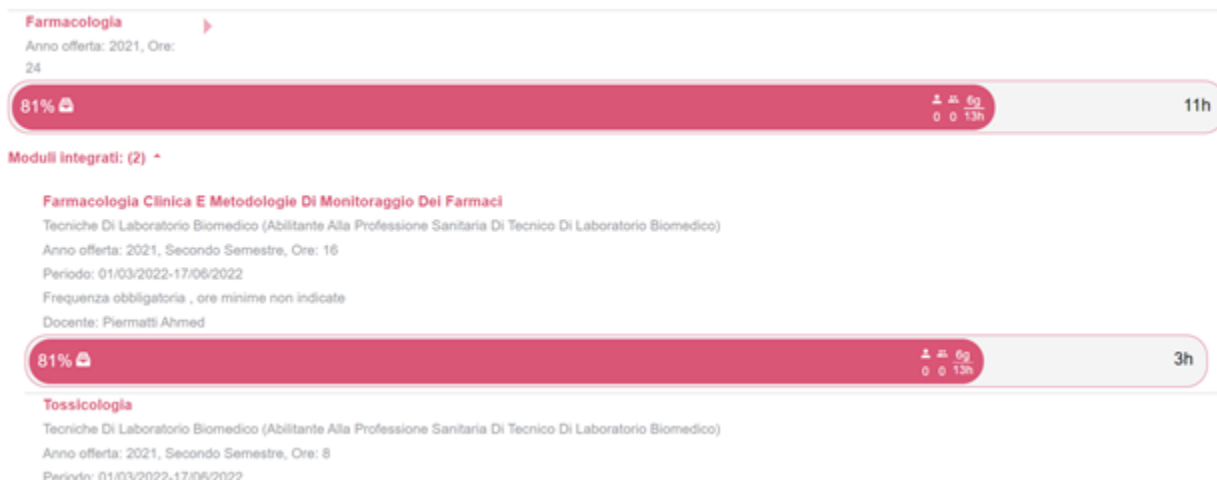 Farmacologia
Anno offerta: 2021, Ore:
24
81% 6g 11h
0 0 13h
Moduli integrati: (2)
Farmacologia Clinica E Metodologie Di Monitoraggio Dei Farmaci
Tecniche Di Laboratorio Biomedico (Abilitante Alla Professione Sanitaria Di Tecnico Di Laboratorio Biomedico)
Anno offerta: 2021, Secondo Semestre, Ore: 16
Periodo: 01/03/2022-17/06/2022
Frequenza obbligatoria , ore minime non indicate
Docente: Piermatti Ahmed
81% 6g 3h
0 0 13h
Tossicologia
Tecniche Di Laboratorio Biomedico (Abilitante Alla Professione Sanitaria Di Tecnico Di Laboratorio Biomedico)
Anno offerta: 2021, Secondo Semestre, Ore: 8
Periodo: 01/03/2022-17/06/2022